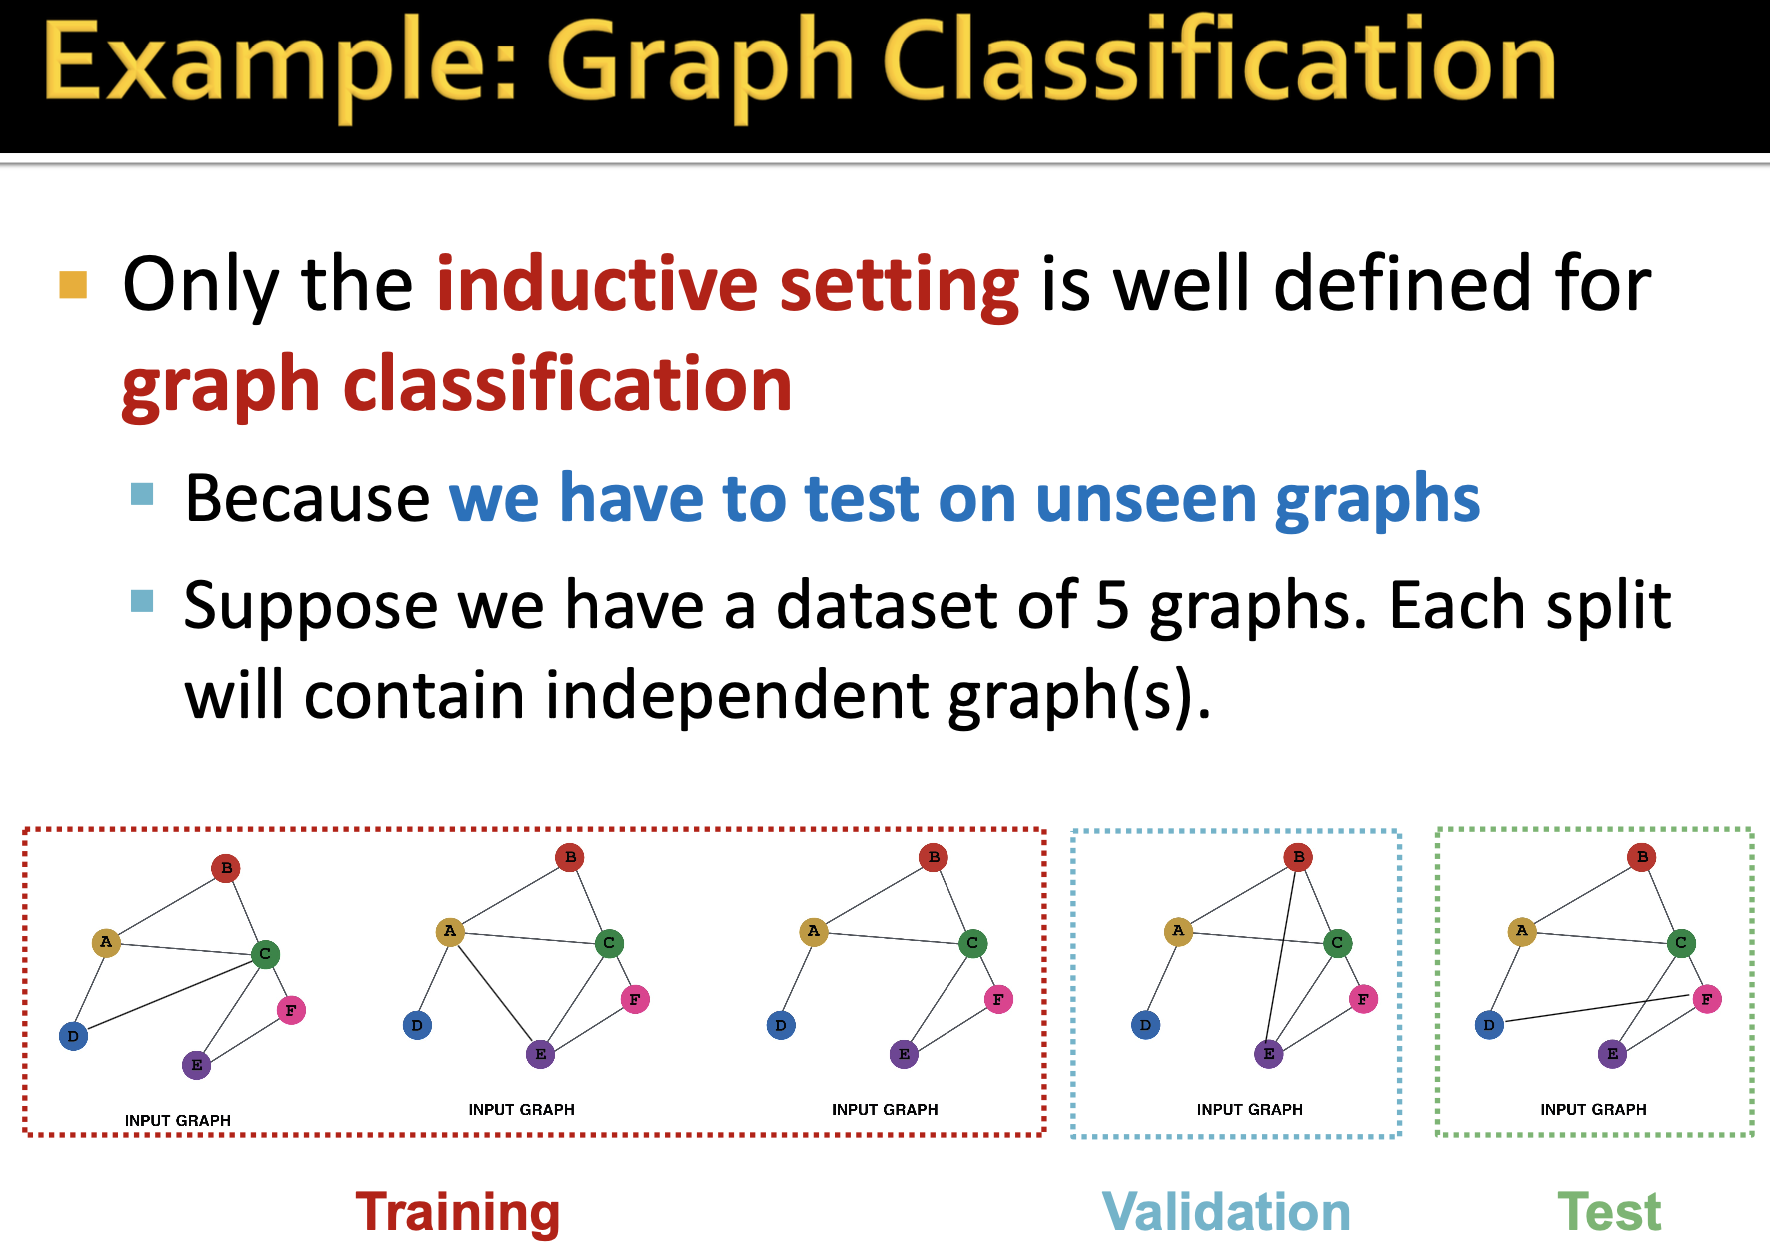 Example: Graph Classification
Only the inductive setting is well defined for
graph classification
Because we have to test on unseen graphs
Suppose we have a dataset of 5 graphs. Each split
will contain independent graph(s).
B
A
C
F
D
E
INPUT GRAPH
B
A
C
F
D
E
INPUT GRAPH
B
A
C
F
D
E
INPUT GRAPH
B
A
C
F
D
E
INPUT GRAPH
B
A
C
F
D
E
INPUT GRAPH
Training
Validation
Test